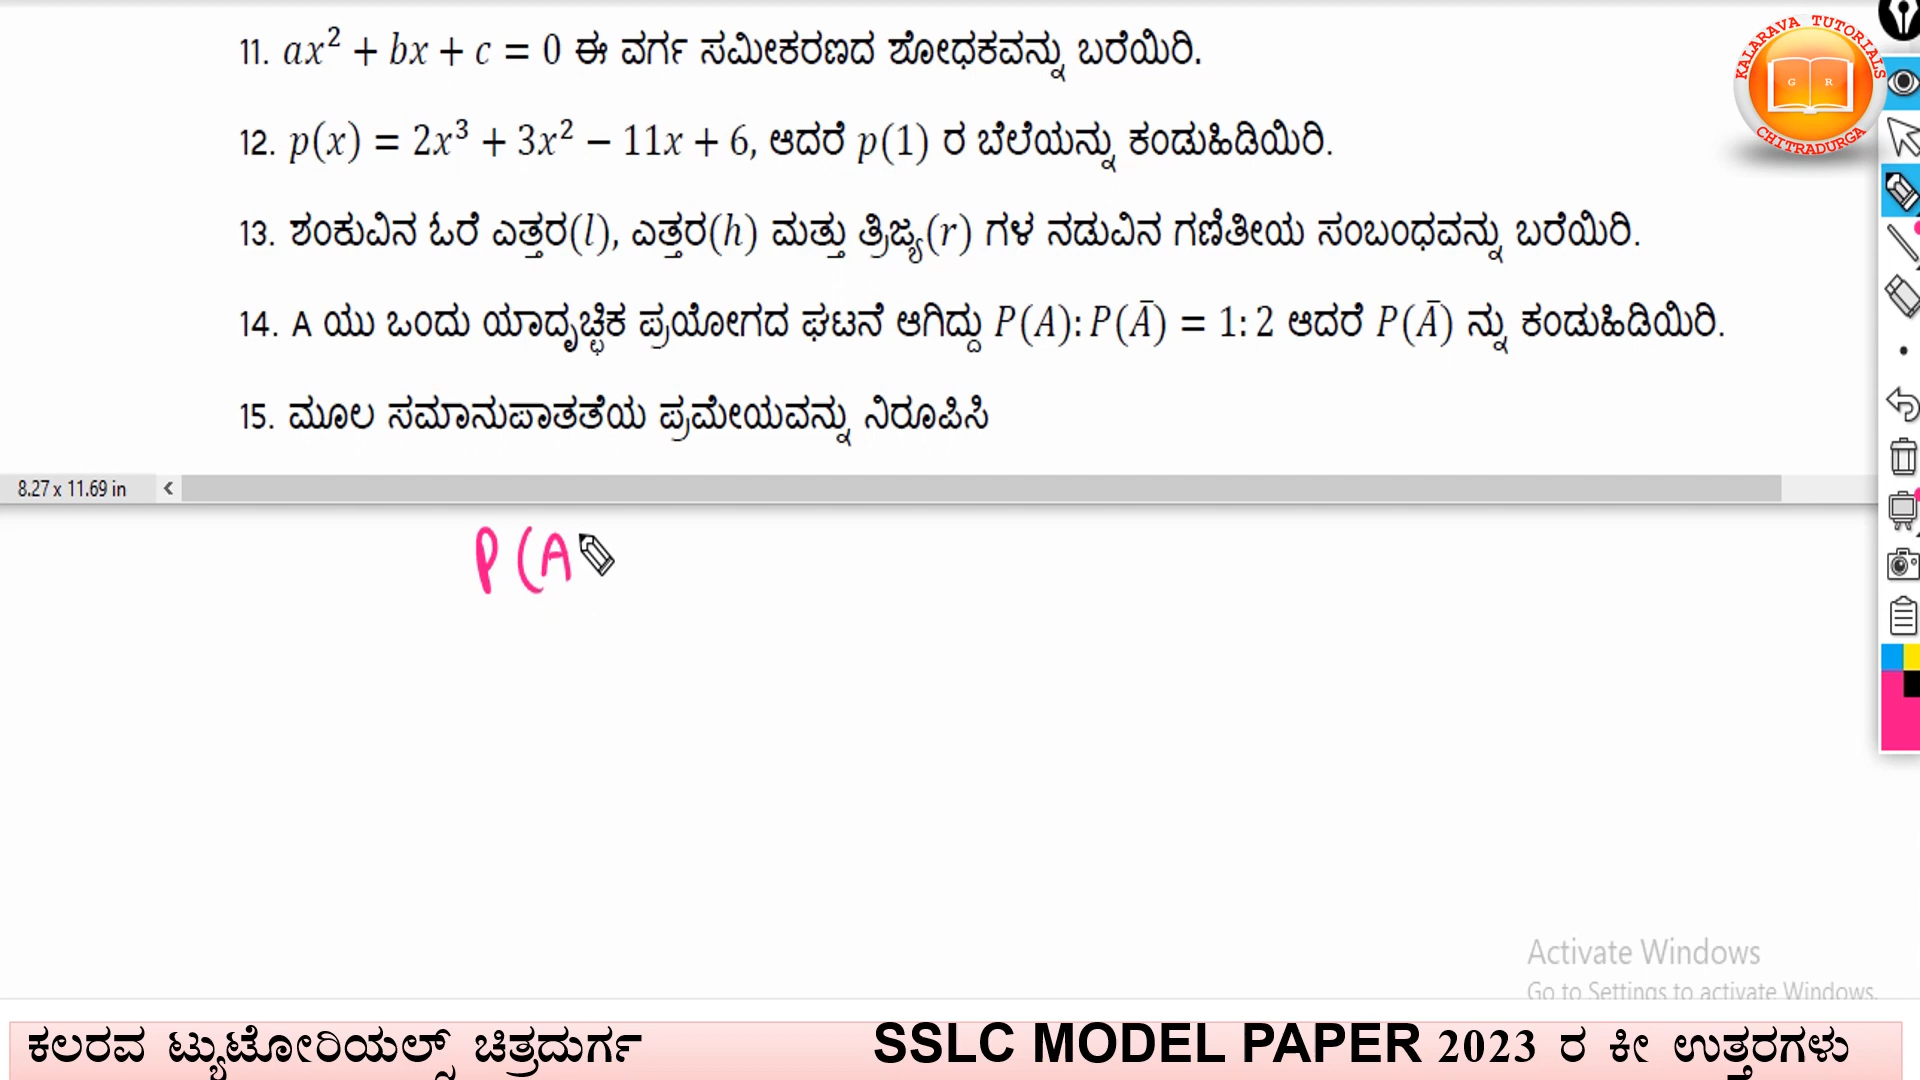 11. ax² + bx + c = 0 ಈ ವರ್ಗ ಸಮೀಕರಣದ ಶೋಧಕವನ್ನು ಬರೆಯಿರಿ.
KALARAVA TUTORIALS
G R
CHITRADURGA
12. p(x) = 2x³ + 3x² − 11x + 6, ಆದರೆ p(1) ರ ಬೆಲೆಯನ್ನು ಕಂಡುಹಿಡಿಯಿರಿ.
13. ಶಂಕುವಿನ ಓರೆ ಎತ್ತರ(l), ಎತ್ತರ(h) ಮತ್ತು ತ್ರಿಜ್ಯ(r) ಗಳ ನಡುವಿನ ಗಣಿತೀಯ ಸಂಬಂಧವನ್ನು ಬರೆಯಿರಿ.
14. A ಯು ಒಂದು ಯಾದೃಚ್ಛಿಕ ಪ್ರಯೋಗದ ಘಟನೆ ಆಗಿದ್ದು P(A): P(Ā) = 1: 2 ಆದರೆ P(Ā) ನ್ನು ಕಂಡುಹಿಡಿಯಿರಿ.
15. ಮೂಲ ಸಮಾನುಪಾತತೆಯ ಪ್ರಮೇಯವನ್ನು ನಿರೂಪಿಸಿ
8.27 x 11.69 in
P (A
Activate Windows
Go to Settings to activate Windows.
ಕಲರವ ಟ್ಯುಟೋರಿಯಲ್ಸ್ ಚಿತ್ರದುರ್ಗ SSLC MODEL PAPER 2023 ರ ಕೀ ಉತ್ತರಗಳು